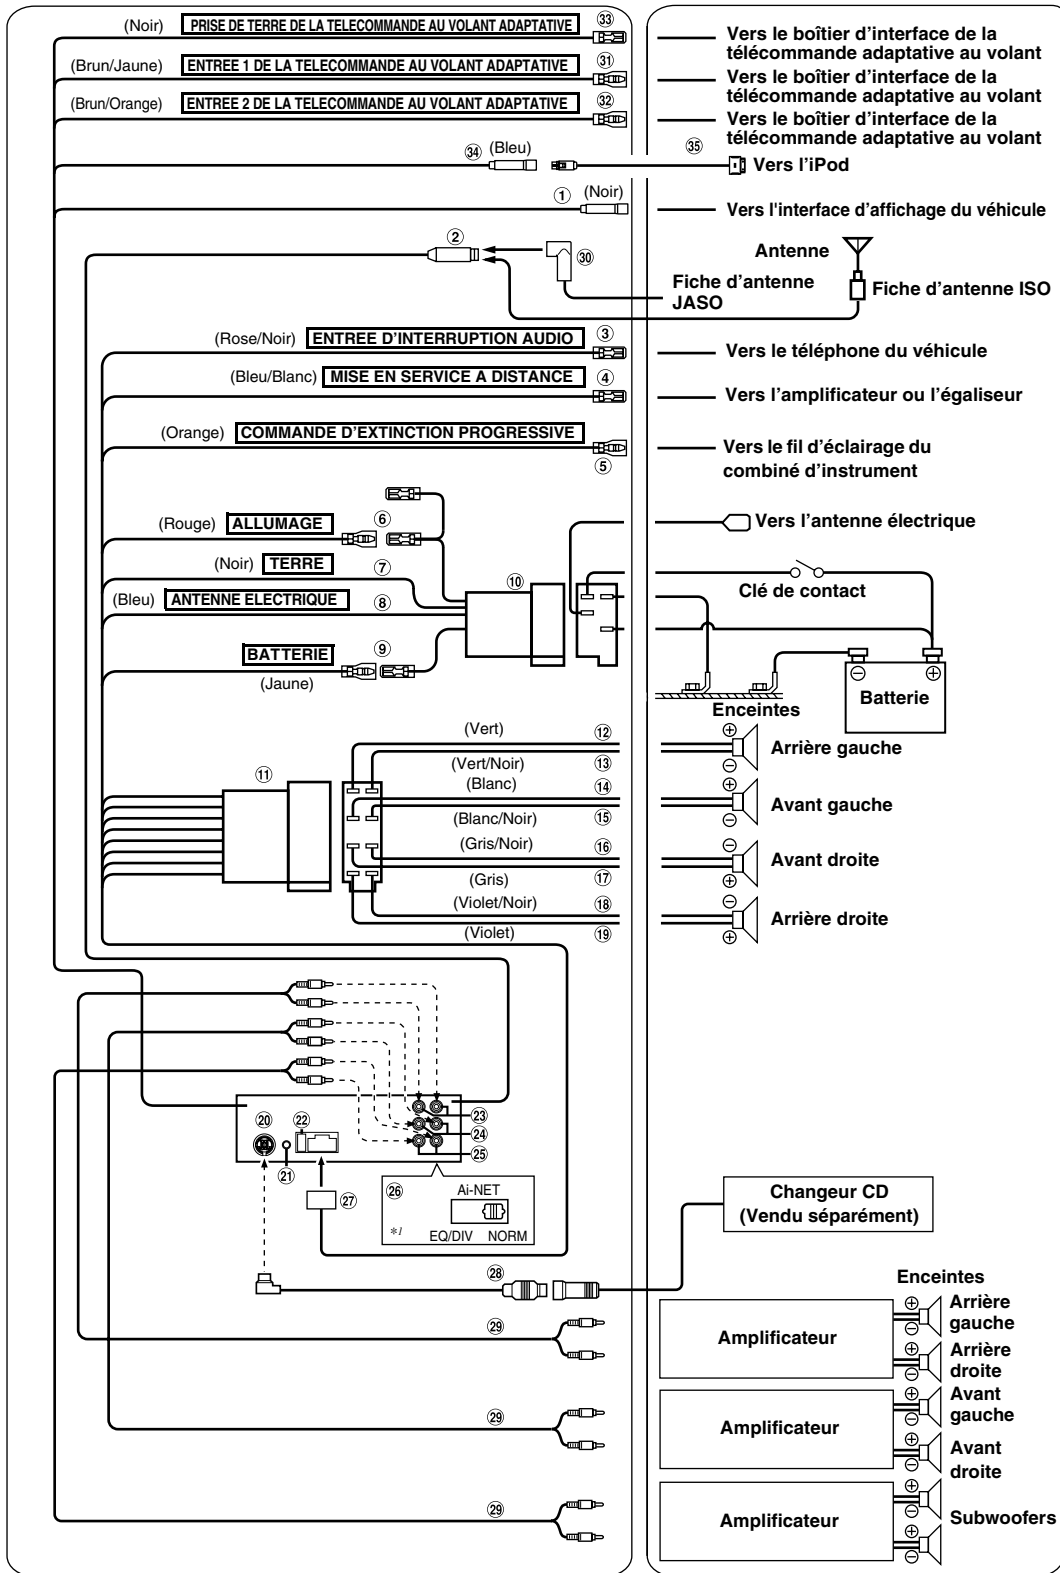 (Noir) PRISE DE TERRE DE LA TELECOMMANDE AU VOLANT ADAPTATIVE 33
Vers le boîtier d'interface de la
télécommande adaptative au volant
(Brun/Jaune) ENTREE 1 DE LA TELECOMMANDE AU VOLANT ADAPTATIVE 31
Vers le boîtier d'interface de la
télécommande adaptative au volant
(Brun/Orange) ENTREE 2 DE LA TELECOMMANDE AU VOLANT ADAPTATIVE 32
Vers le boîtier d'interface de la
télécommande adaptative au volant
34 (Bleu) 35
Vers l'iPod
1 (Noir)
Vers l'interface d'affichage du véhicule
2
30
Antenne
Fiche d'antenne
JASO
Fiche d'antenne ISO
(Rose/Noir) ENTREE D'INTERRUPTION AUDIO 3
Vers le téléphone du véhicule
(Bleu/Blanc) MISE EN SERVICE A DISTANCE 4
Vers l'amplificateur ou l'égaliseur
(Orange) COMMANDE D'EXTINCTION PROGRESSIVE
5
Vers le fil d'éclairage du
combiné d'instrument
(Rouge) ALLUMAGE 6
Vers l'antenne électrique
(Noir) TERRE 7
10
Clé de contact
(Bleu) ANTENNE ELECTRIQUE 8
BATTERIE 9
(Jaune)
⊖ ⊕
Batterie
Enceintes
11
(Vert) 12
(Vert/Noir) 13
⊕
⊖
Arrière gauche
(Blanc) 14
(Blanc/Noir) 15
⊕
⊖
Avant gauche
(Gris/Noir) 16
(Gris) 17
⊖
⊕
Avant droite
(Violet/Noir) 18
(Violet) 19
⊖
⊕
Arrière droite
20
22
21
23
24
25
27
26
Ai-NET
*1
EQ/DIV NORM
Changeur CD
(Vendu séparément)
28
29
29
29
Enceintes
Amplificateur
⊕
⊖
Arrière
gauche
⊕
⊖
Arrière
droite
Amplificateur
⊕
⊖
Avant
gauche
⊕
⊖
Avant
droite
Amplificateur
⊕
⊖
⊕
⊖
Subwoofers